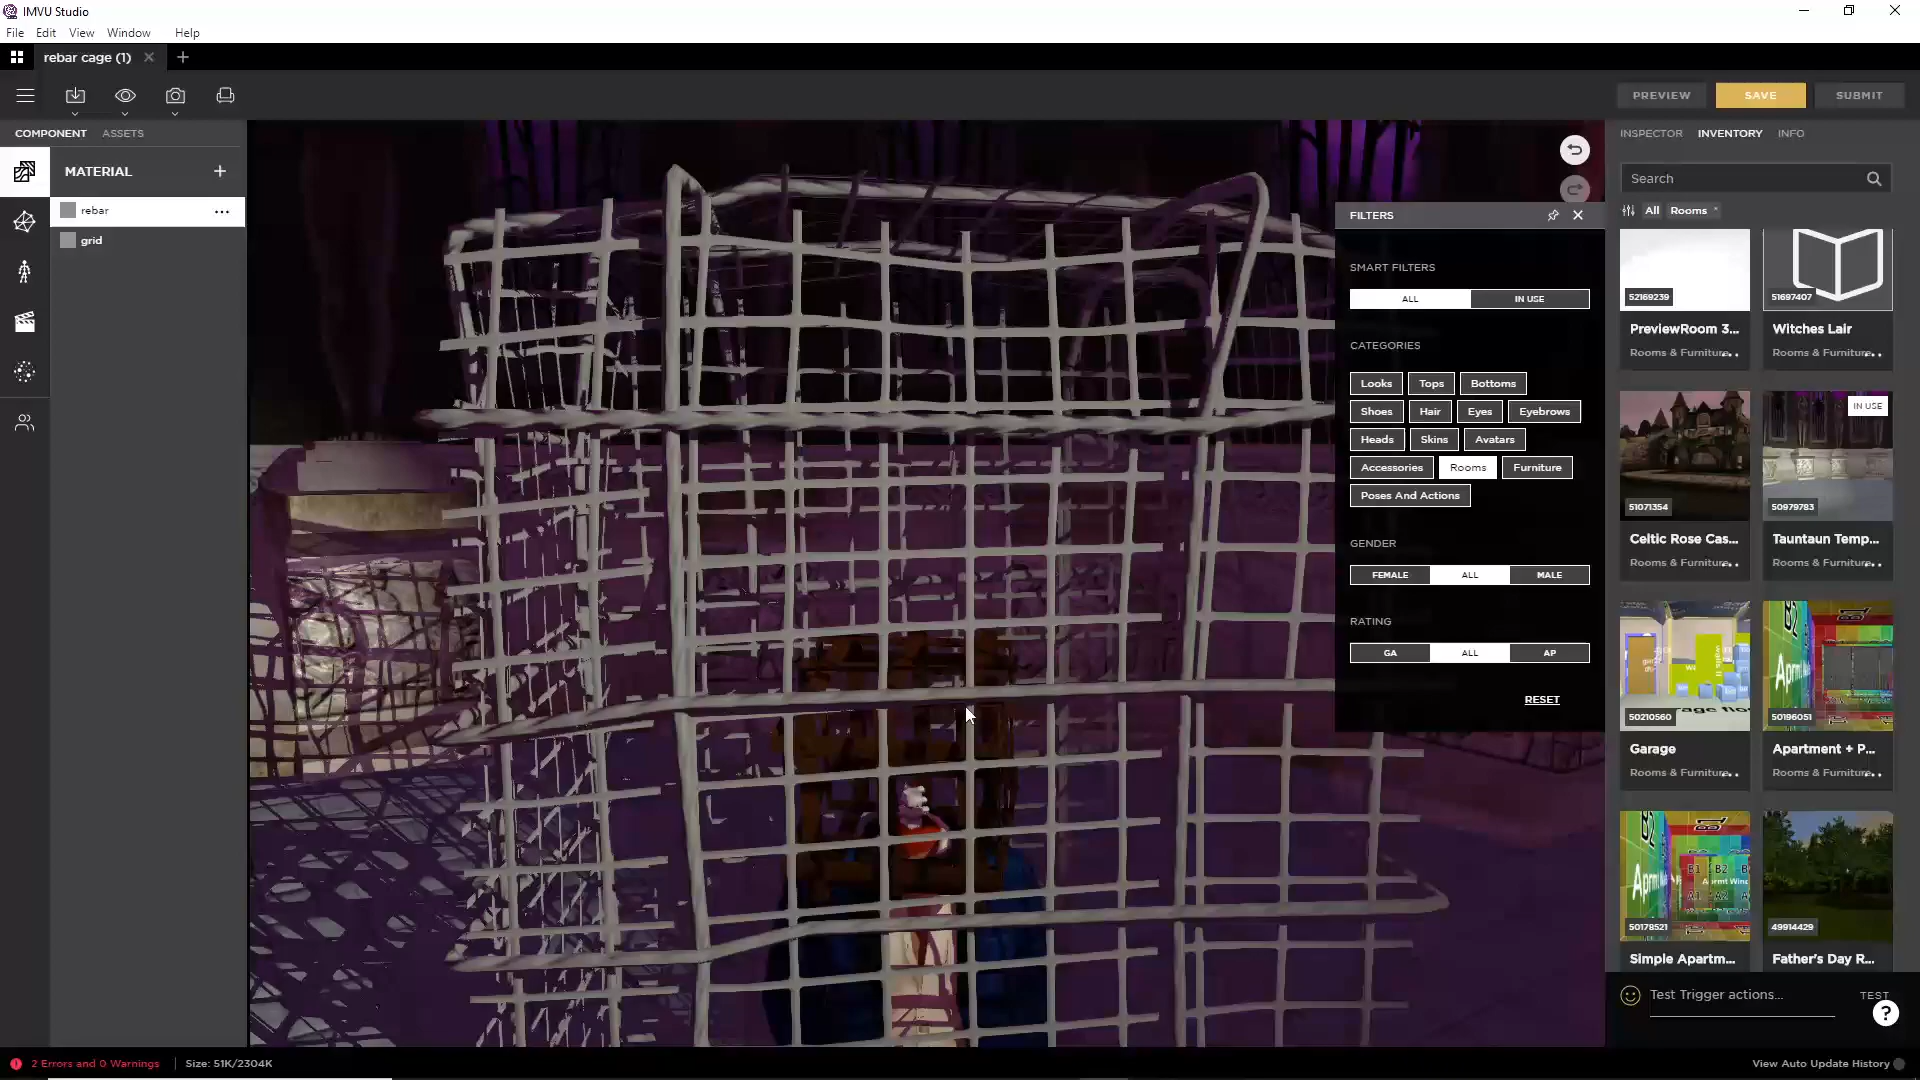 IMVU Studio
File Edit View Window Help
rebar cage (1)
PREVIEW SAVE SUBMIT
COMPONENT ASSETS
INSPECTOR INVENTORY INFO
MATERIAL
rebar
grid
Search
All Rooms
FILTERS
SMART FILTERS
ALL IN USE
CATEGORIES
Looks Tops Bottoms
Shoes Hair Eyes Eyebrows
Heads Skins Avatars
Accessories Rooms Furniture
Poses And Actions
GENDER
FEMALE ALL MALE
RATING
GA ALL AP
RESET
52169239 51697407
PreviewRoom 3... Witches Lair
Rooms & Furniture Rooms & Furniture
IN USE
51071354 50979783
Celtic Rose Cas... Tauntaun Temp...
Rooms & Furniture Rooms & Furniture
50210560 50196051
Garage Apartment + P...
Rooms & Furniture Rooms & Furniture
50178521 49914429
Simple Apartm... Father's Day R...
Test Trigger actions... TEST
?
2 Errors and 0 Warnings Size: 51K/2304K View Auto Update History